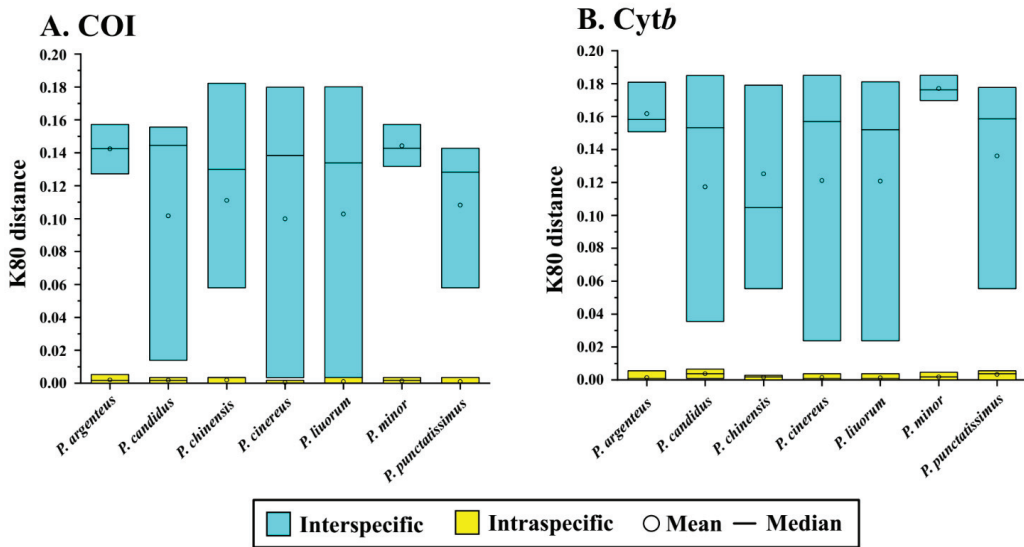 A. COI
K80 distance
0.20
0.18
0.16
0.14
0.12
0.10
0.08
0.06
0.04
0.02
0.00
P. argenteus
P. candidus
P. chinensis
P. cinereus
P. liuorum
P. minor
P. punctatissimus
B. Cytb
K80 distance
0.20
0.18
0.16
0.14
0.12
0.10
0.08
0.06
0.04
0.02
0.00
P. argenteus
P. candidus
P. chinensis
P. cinereus
P. liuorum
P. minor
P. punctatissimus
Interspecific Intraspecific Mean Median